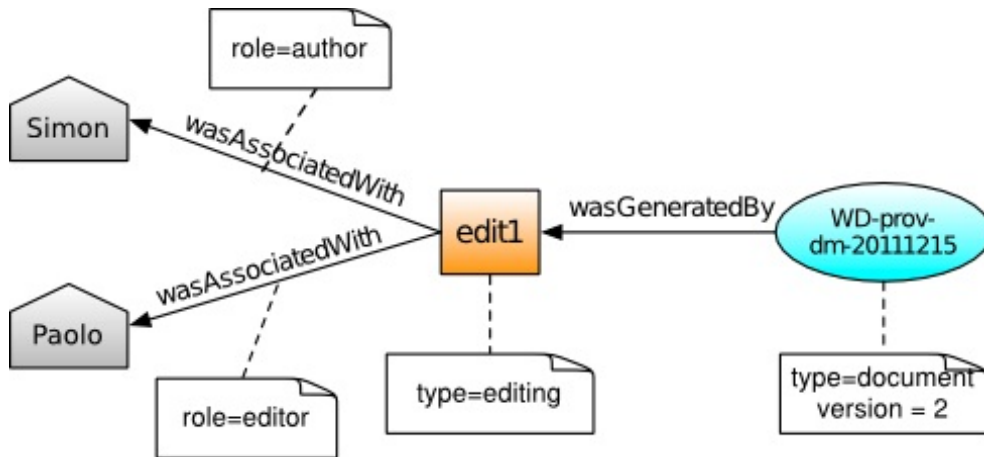 role=author
Simon
wasAssociatedWith
edit1
wasGeneratedBy
WD-prov-
dm-20111215
wasAssociatedWith
Paolo
role=editor
type=editing
type=document
version = 2